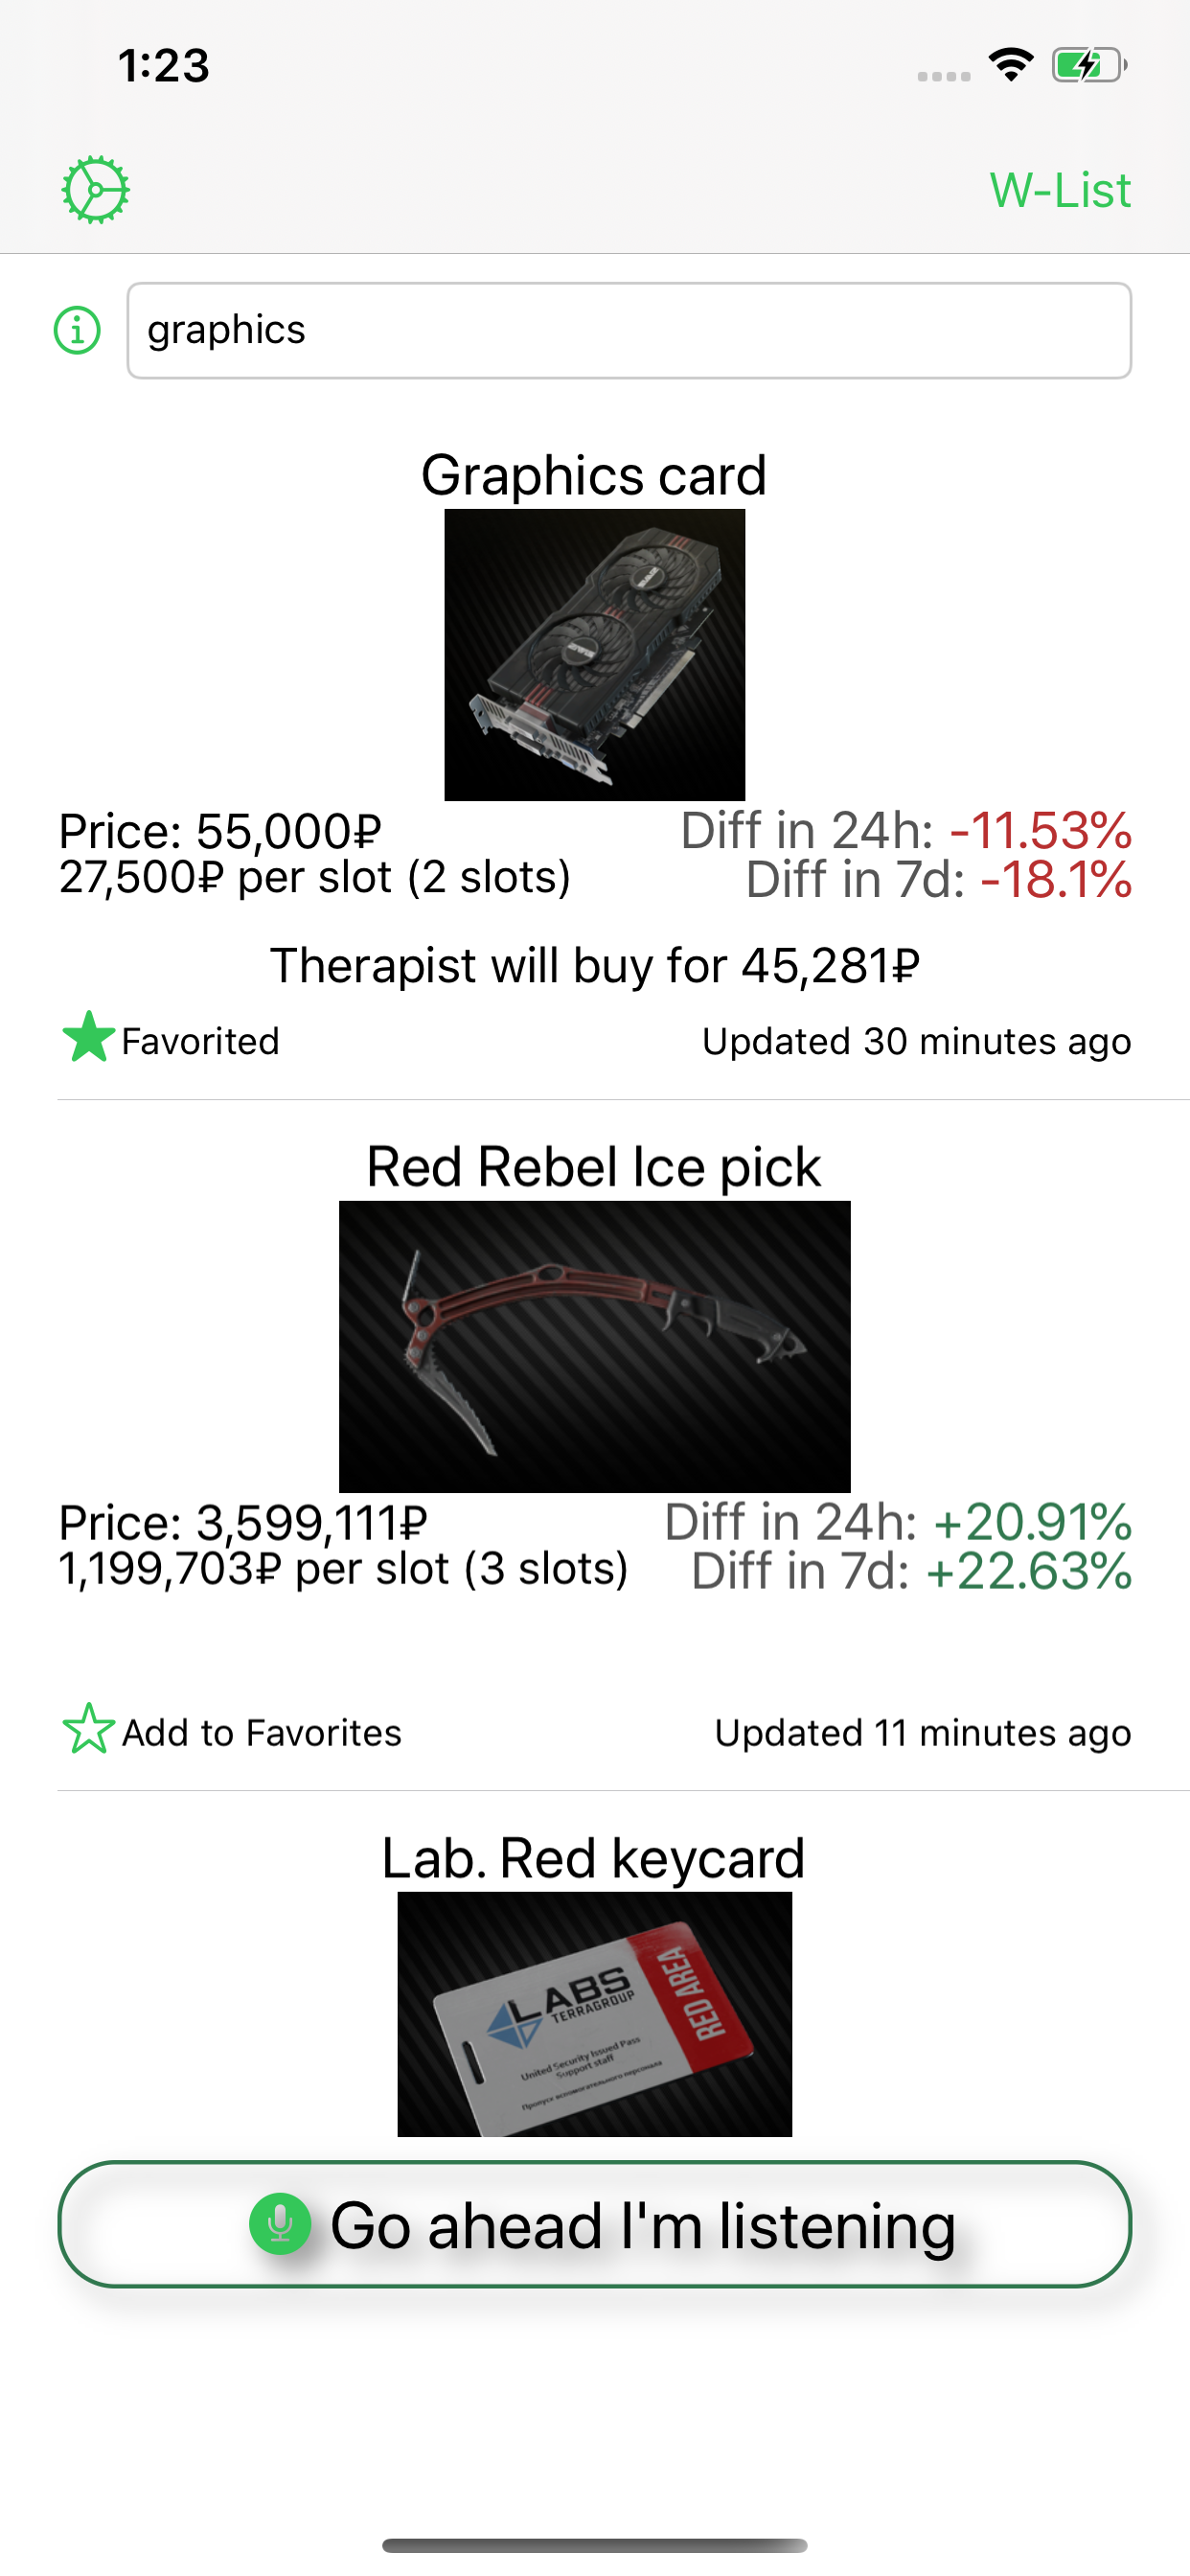 1:23
W-List
graphics
Graphics card
Price: 55,000₽
Diff in 24h: -11.53%
27,500₽ per slot (2 slots)
Diff in 7d: -18.1%
Therapist will buy for 45,281₽
Favorited
Updated 30 minutes ago
Red Rebel Ice pick
Price: 3,599,111₽
Diff in 24h: +20.91%
1,199,703₽ per slot (3 slots)
Diff in 7d: +22.63%
Add to Favorites
Updated 11 minutes ago
Lab. Red keycard
LABS
TERRAGROUP
RED AREA
United Security Issued Pass
Support staff
Пропуск вспомогательного персонала
Go ahead I'm listening